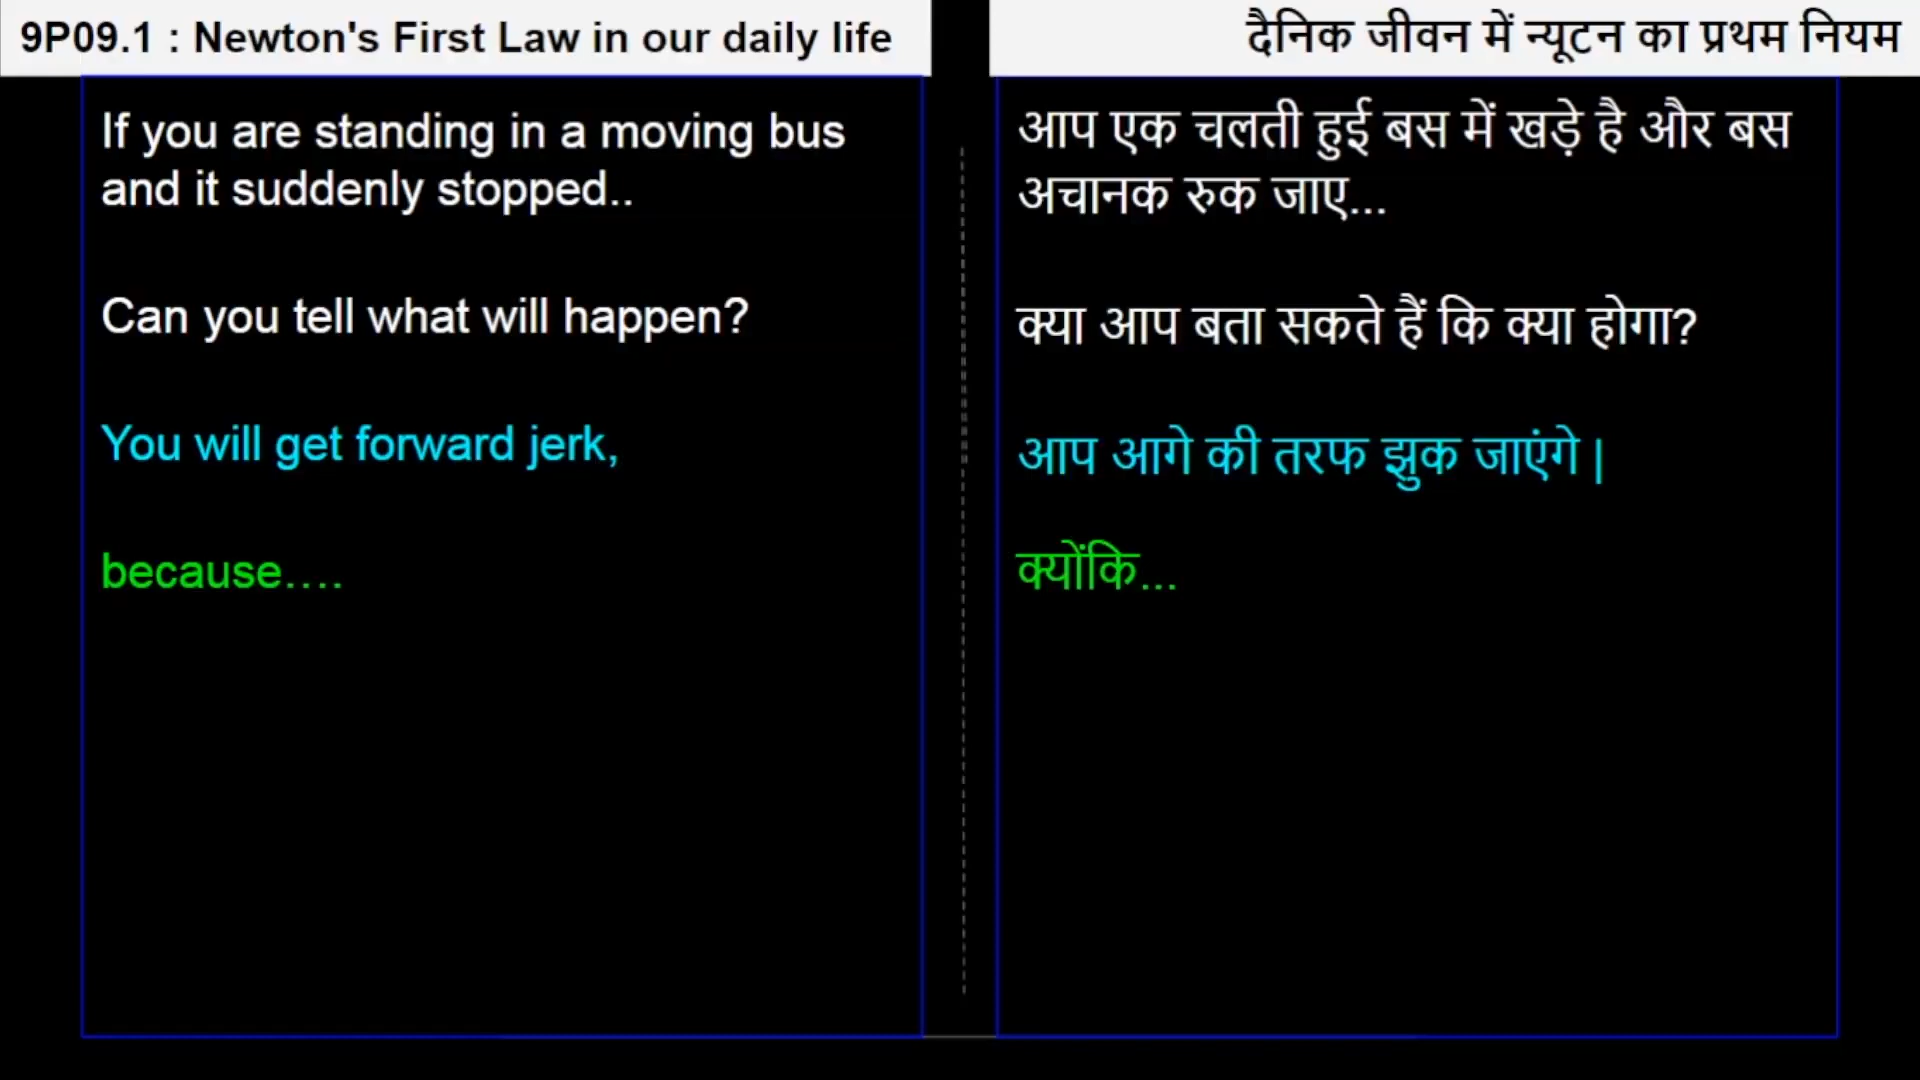 9P09.1 : Newton's First Law in our daily life
दैनिक जीवन में न्यूटन का प्रथम नियम
If you are standing in a moving bus
and it suddenly stopped..
Can you tell what will happen?
You will get forward jerk,
because....
आप एक चलती हुई बस में खड़े है और बस
अचानक रुक जाए...
क्या आप बता सकते हैं कि क्या होगा?
आप आगे की तरफ झुक जाएंगे |
क्योंकि...